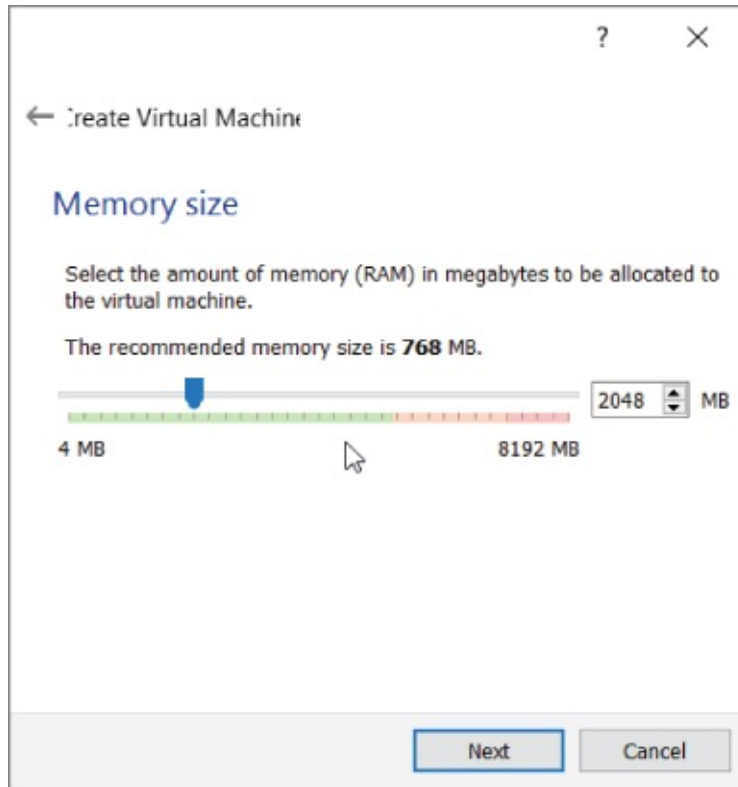 ?
:reate Virtual Machine
Memory size
Select the amount of memory (RAM) in megabytes to be allocated to
the virtual machine.
The recommended memory size is 768 MB.
2048 MB
4 MB 8192 MB
Next Cancel